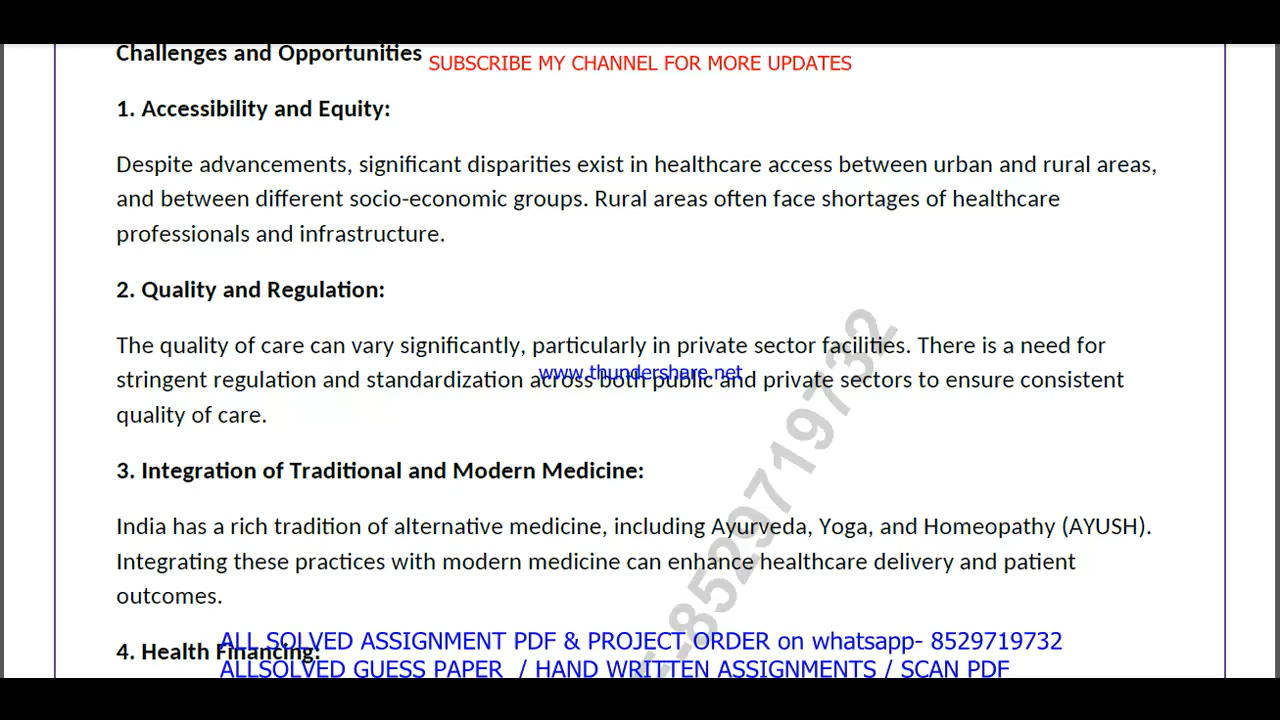 Challenges and Opportunities
SUBSCRIBE MY CHANNEL FOR MORE UPDATES
1. Accessibility and Equity:
Despite advancements, significant disparities exist in healthcare access between urban and rural areas,
and between different socio-economic groups. Rural areas often face shortages of healthcare
professionals and infrastructure.
2. Quality and Regulation:
The quality of care can vary significantly, particularly in private sector facilities. There is a need for
www.thundershare.net
stringent regulation and standardization across both public and private sectors to ensure consistent
quality of care.
3. Integration of Traditional and Modern Medicine:
India has a rich tradition of alternative medicine, including Ayurveda, Yoga, and Homeopathy (AYUSH).
Integrating these practices with modern medicine can enhance healthcare delivery and patient
outcomes.
4. Health Financing:
ALL SOLVED ASSIGNMENT PDF & PROJECT ORDER on whatsapp- 8529719732
ALLSOLVED GUESS PAPER / HAND WRITTEN ASSIGNMENTS / SCAN PDF
-8529719732